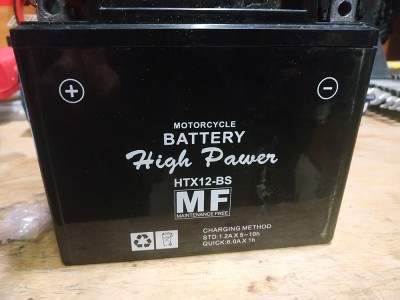 +
-
MOTORCYCLE
BATTERY
High Power
HTX12-BS
MF
MAINTENANCE FREE
CHARGING METHOD
STD:1.2A X 5~10h
QUICK:6.0A X 1h